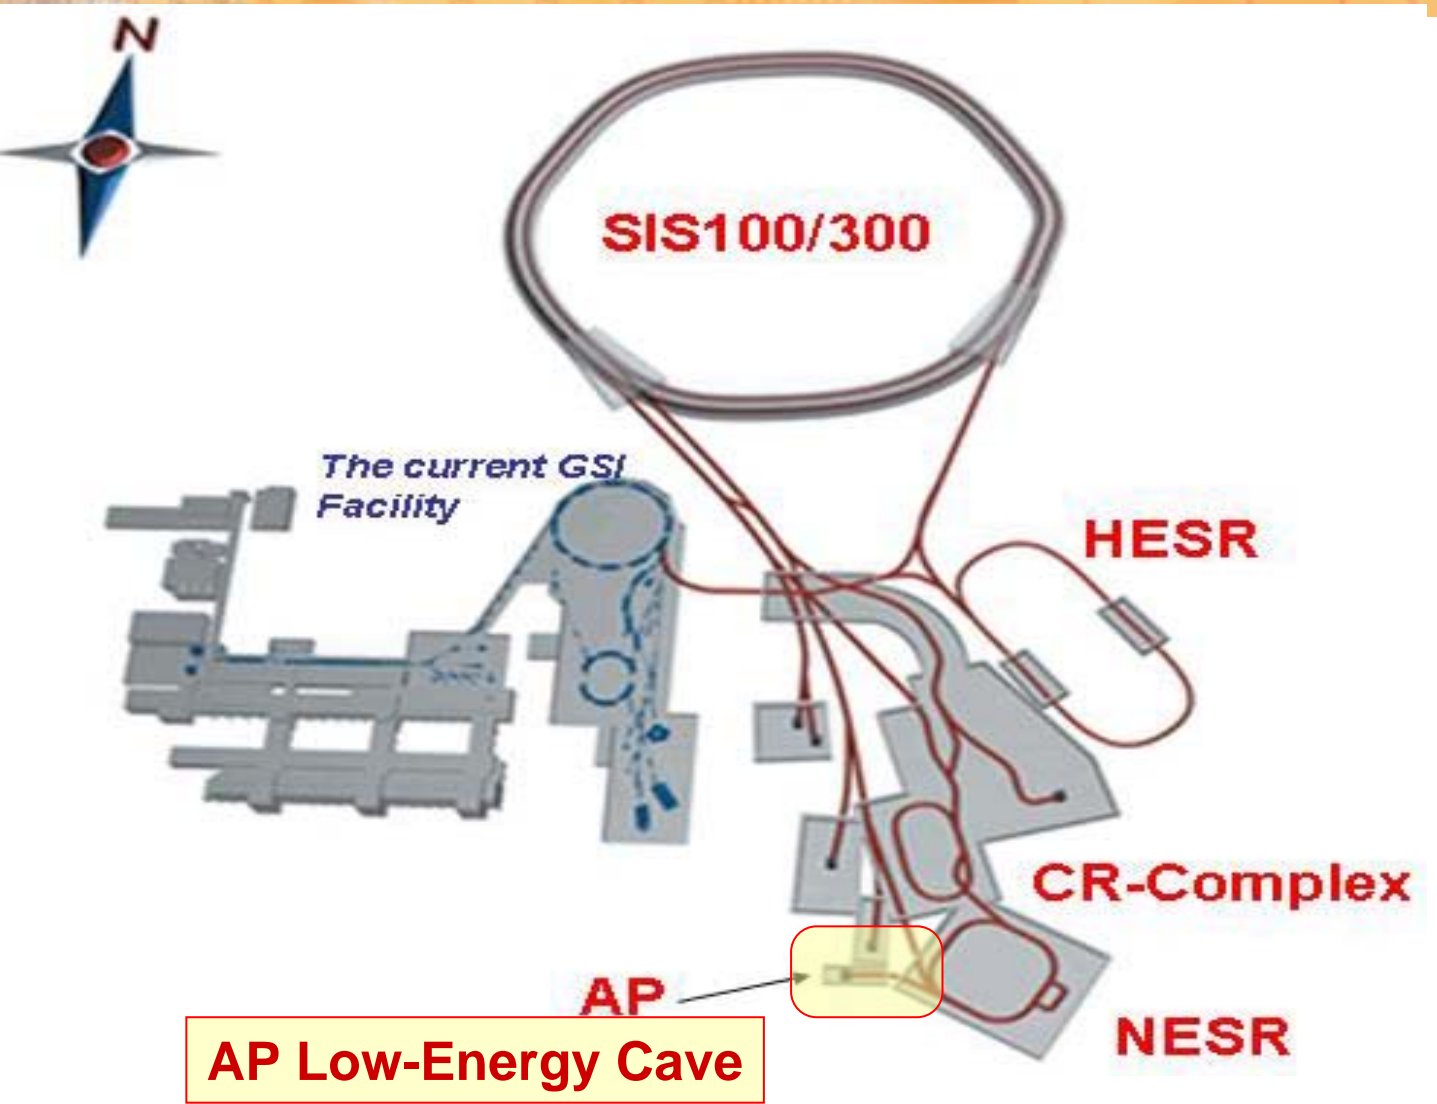 N
SIS100/300
The current GSI
Facility
HESR
CR-Complex
AP
NESR
AP Low-Energy Cave